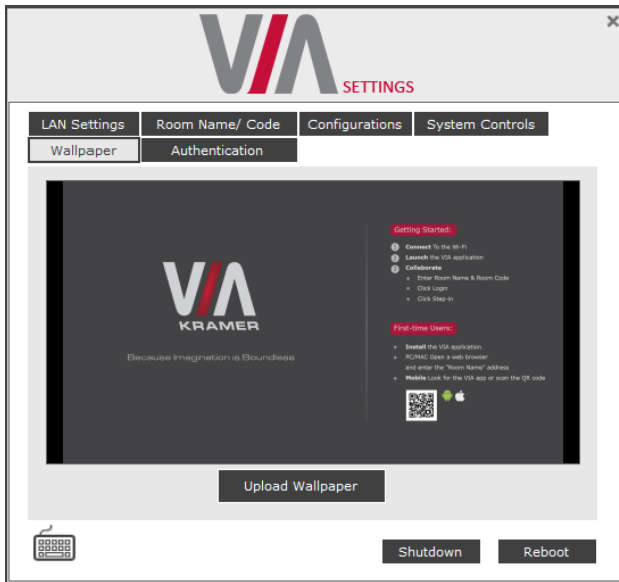 VIA SETTINGS
LAN Settings Room Name/ Code Configurations System Controls
Wallpaper Authentication
VIA
KRAMER
Because Imagination is Boundless
Getting Started:
1 Connect To the Wi-Fi
2 Launch the VIA application
3 Collaborate
Enter Room Name & Room Code
Click Login
Click Step-in
First-time Users:
Install the VIA application
PC/MAC Open a web browser
and enter the "Room Name" address
Mobile Look for the VIA app or scan the QR code
Upload Wallpaper
Shutdown Reboot